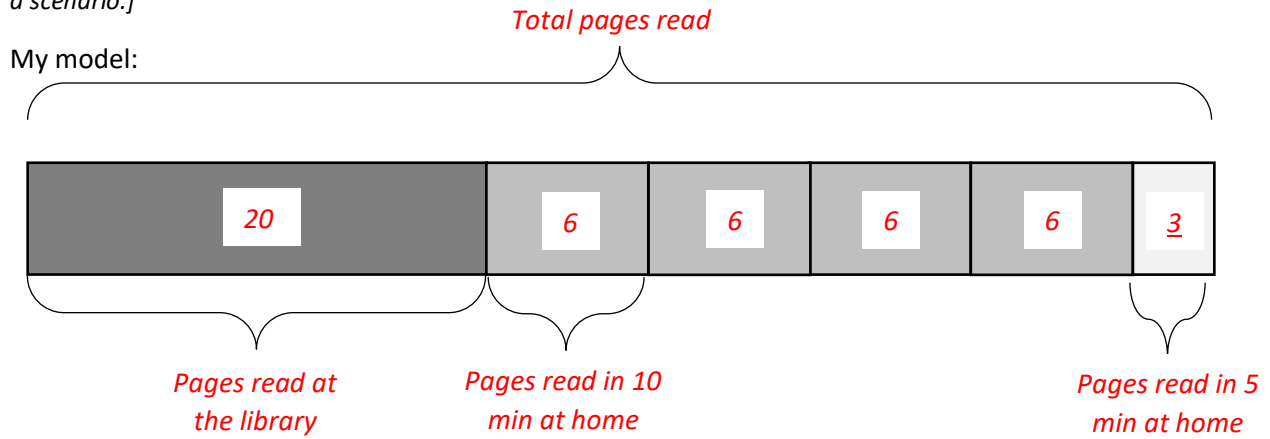 a scenario.]
Total pages read
My model:
20 6 6 6 6 3
Pages read at
the library
Pages read in 10
min at home
Pages read in 5
min at home